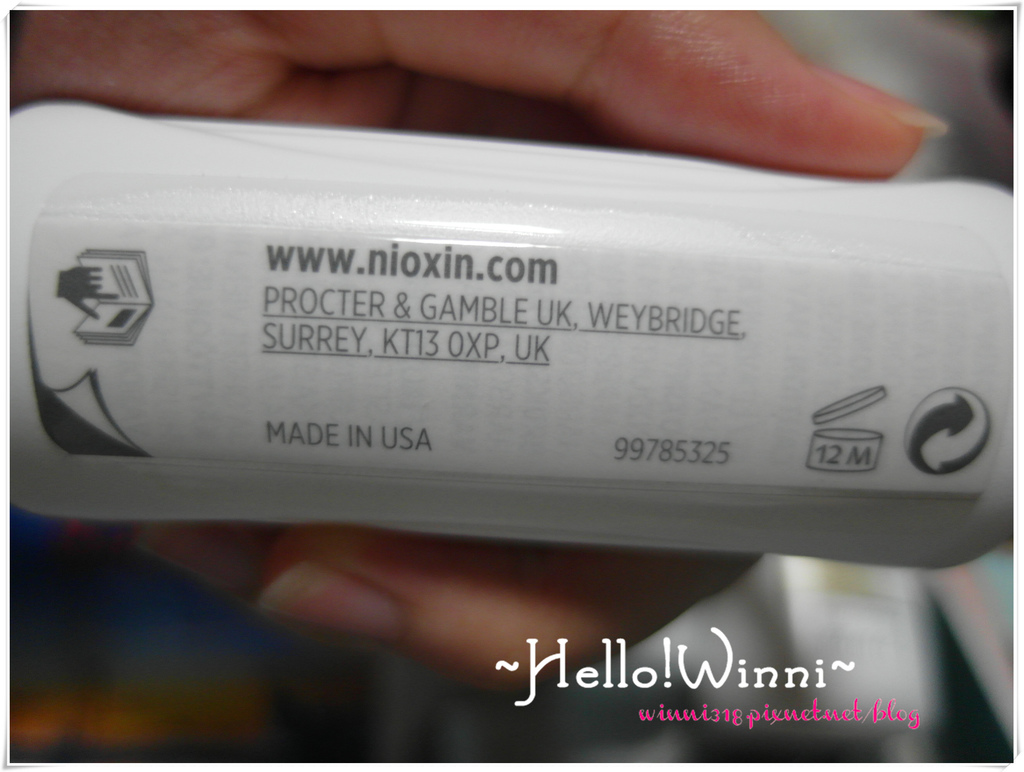 www.nioxin.com
PROCTER & GAMBLE UK, WEYBRIDGE,
SURREY, KT13 0XP, UK
MADE IN USA
99785325
12 M
~Hello!Winni~
winni318.pixnet.net/blog